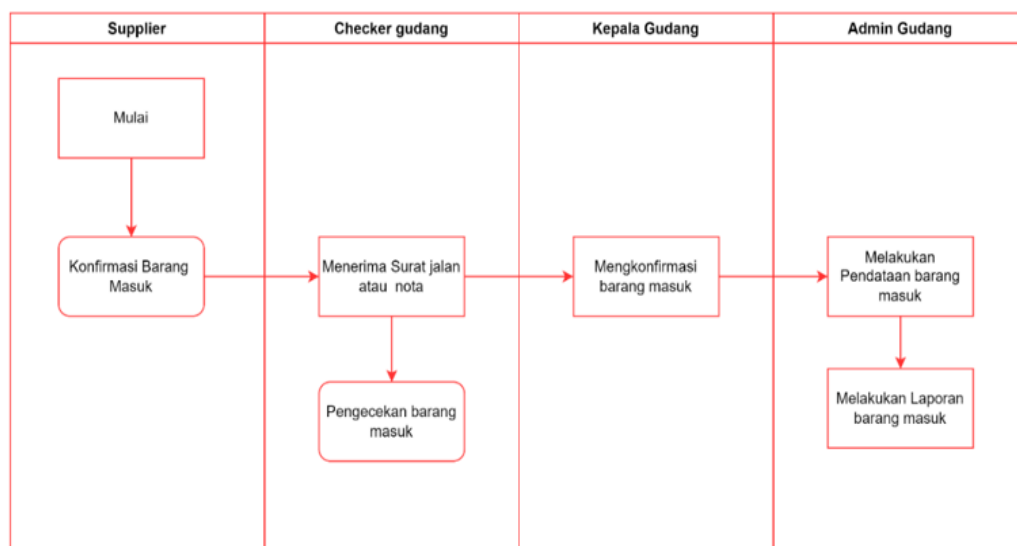 Supplier
Checker gudang
Kepala Gudang
Admin Gudang
Mulai
Konfirmasi Barang
Masuk
Menerima Surat jalan
atau nota
Mengkonfirmasi
barang masuk
Melakukan
Pendataan barang
masuk
Pengecekan barang
masuk
Melakukan Laporan
barang masuk